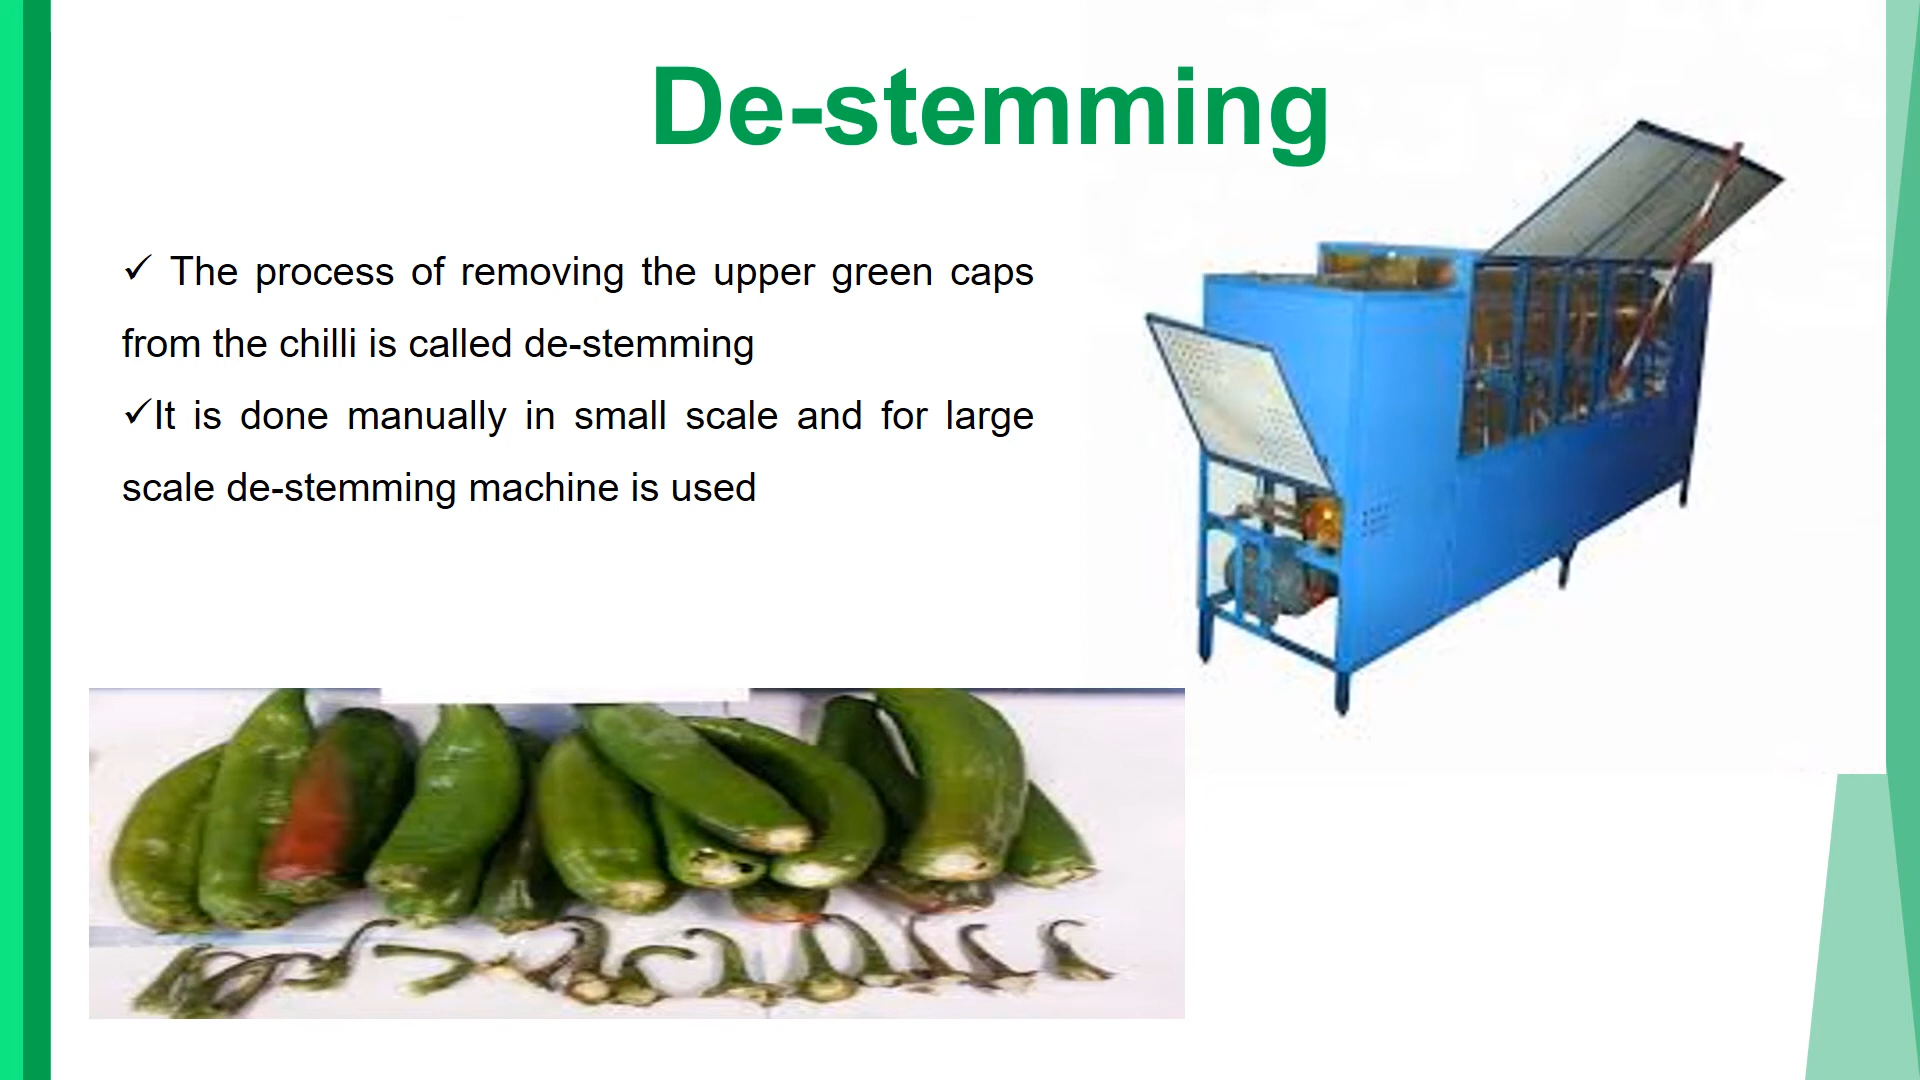 De-stemming
✓ The process of removing the upper green caps
from the chilli is called de-stemming
✓It is done manually in small scale and for large
scale de-stemming machine is used